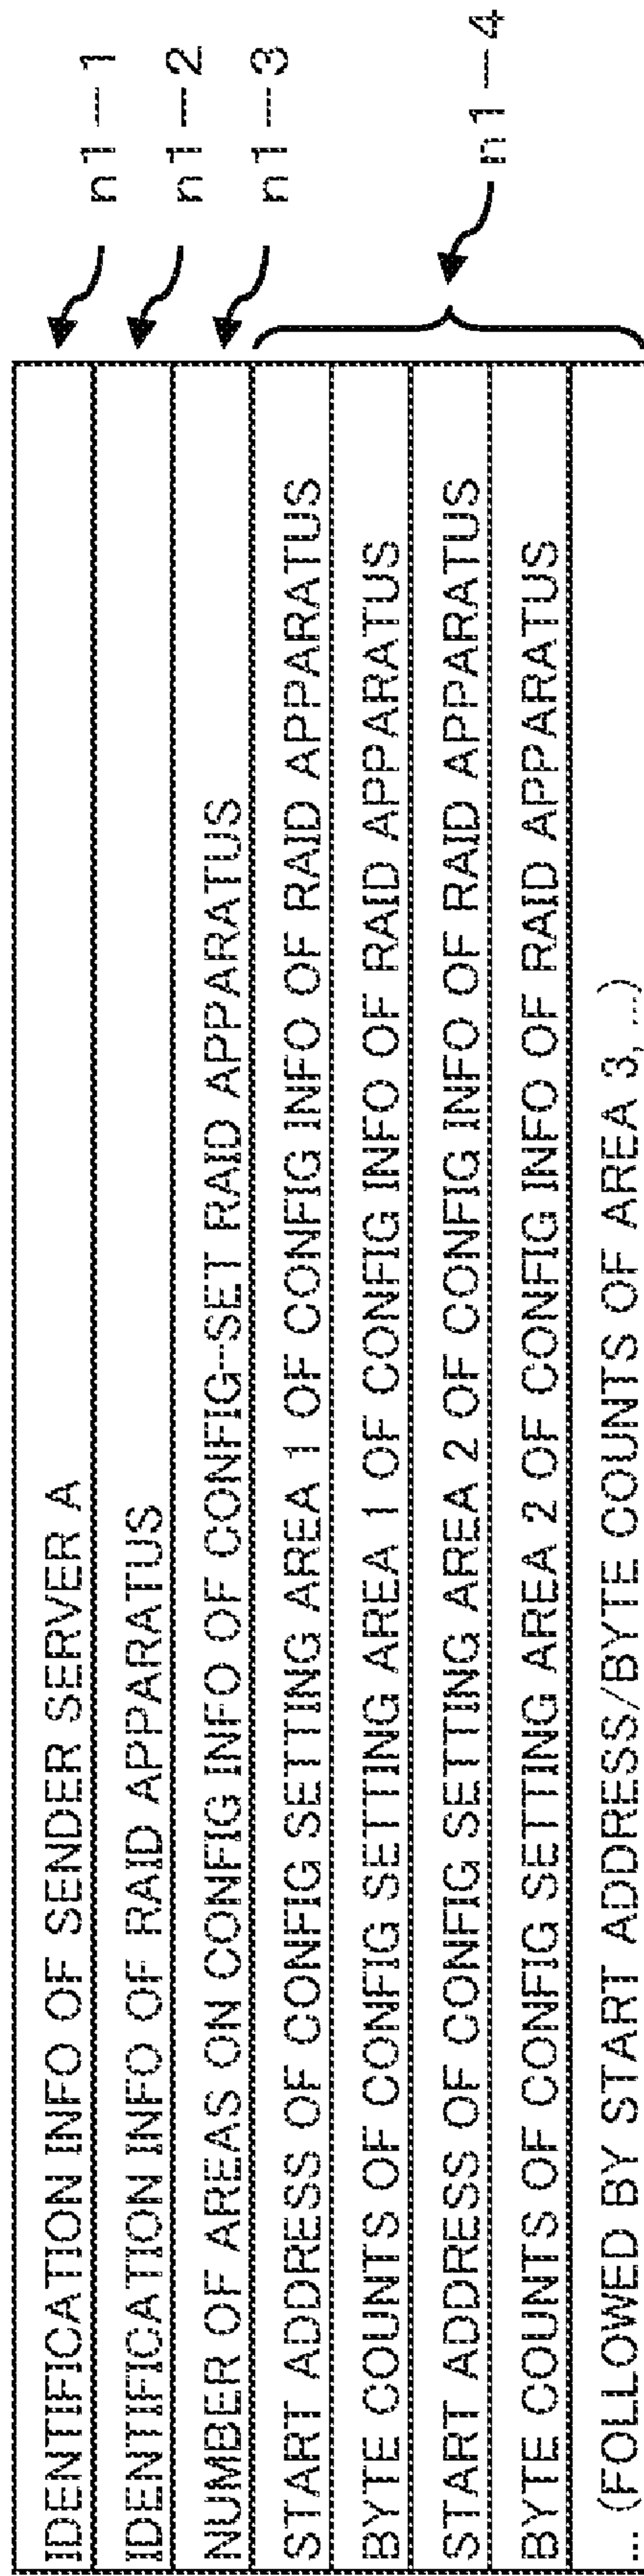 IDENTIFICATION INFO OF SENDER SERVER A
n1-1
IDENTIFICATION INFO OF RAID APPARATUS
n1-2
NUMBER OF AREAS ON CONFIG INFO OF CONFIG-SET RAID APPARATUS
n1-3
START ADDRESS OF CONFIG SETTING AREA 1 OF CONFIG INFO OF RAID APPARATUS
BYTE COUNTS OF CONFIG SETTING AREA 1 OF CONFIG INFO OF RAID APPARATUS
START ADDRESS OF CONFIG SETTING AREA 2 OF CONFIG INFO OF RAID APPARATUS
BYTE COUNTS OF CONFIG SETTING AREA 2 OF CONFIG INFO OF RAID APPARATUS
... (FOLLOWED BY START ADDRESS/BYTE COUNTS OF AREA 3, ...)
n1-4